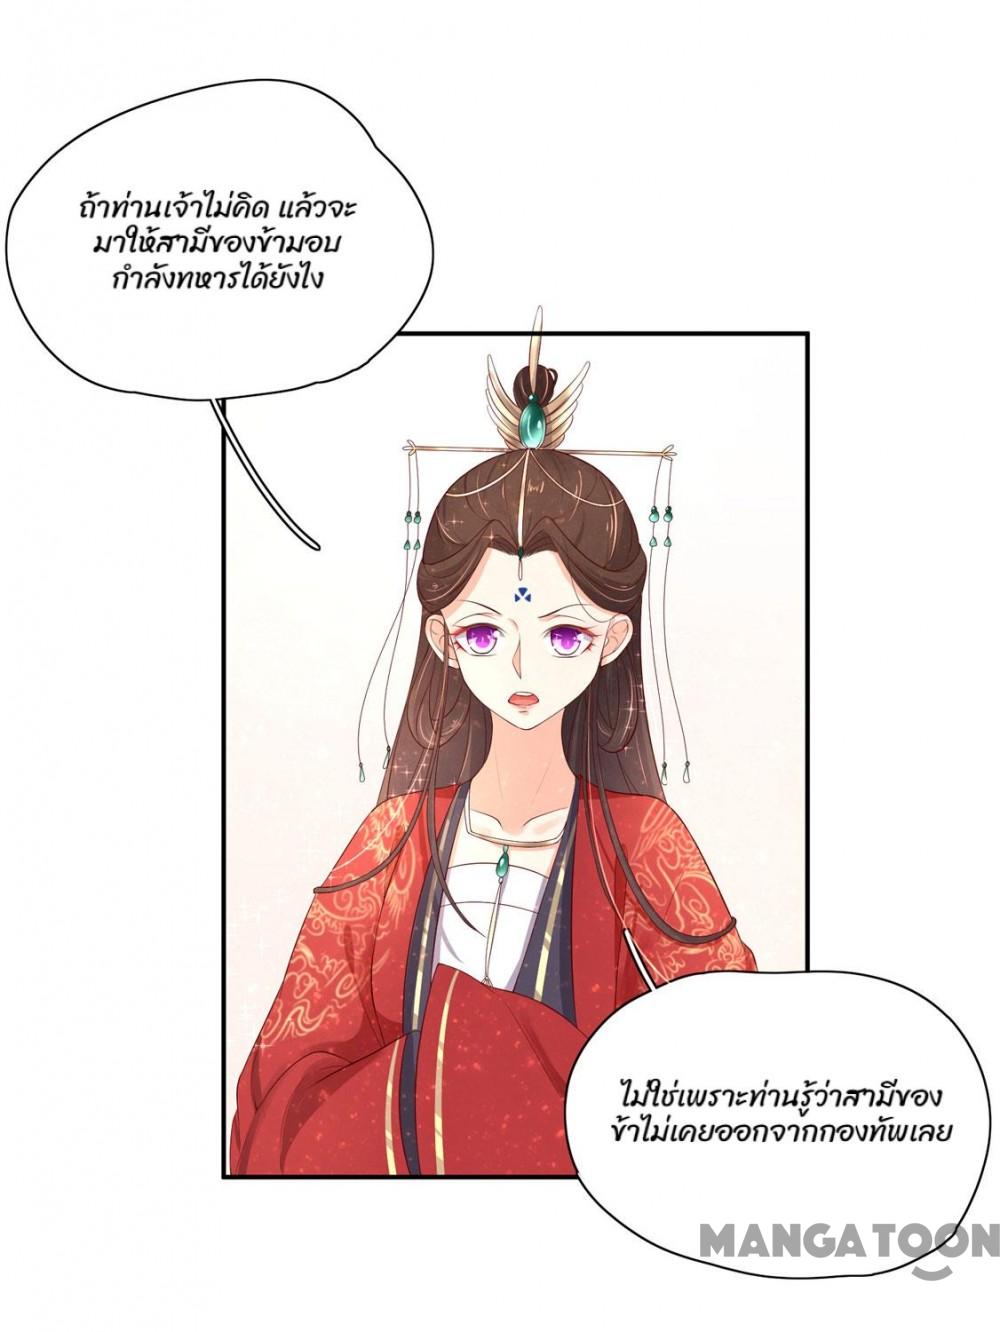 ถ้าท่านเจ้าไม่คิด แล้วจะ
มาให้สามีของข้ามอบ
กำลังทหารได้ยังไง
ไม่ใช่เพราะท่านรู้ว่าสามีของ
ข้าไม่เคยออกจากกองทัพเลย
MANGATOON